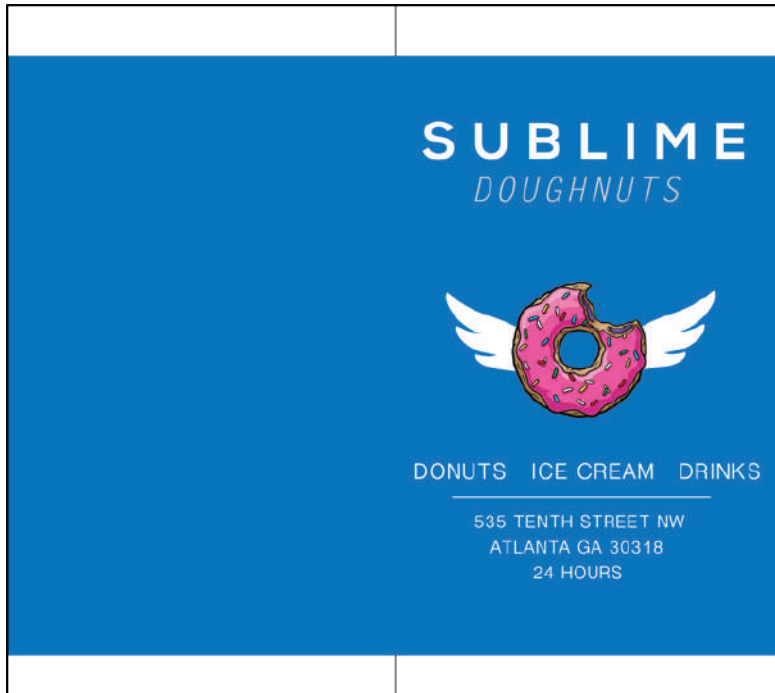 SUBLIME
DOUGHNUTS
DONUTS ICE CREAM DRINKS
535 TENTH STREET NW
ATLANTA GA 30318
24 HOURS